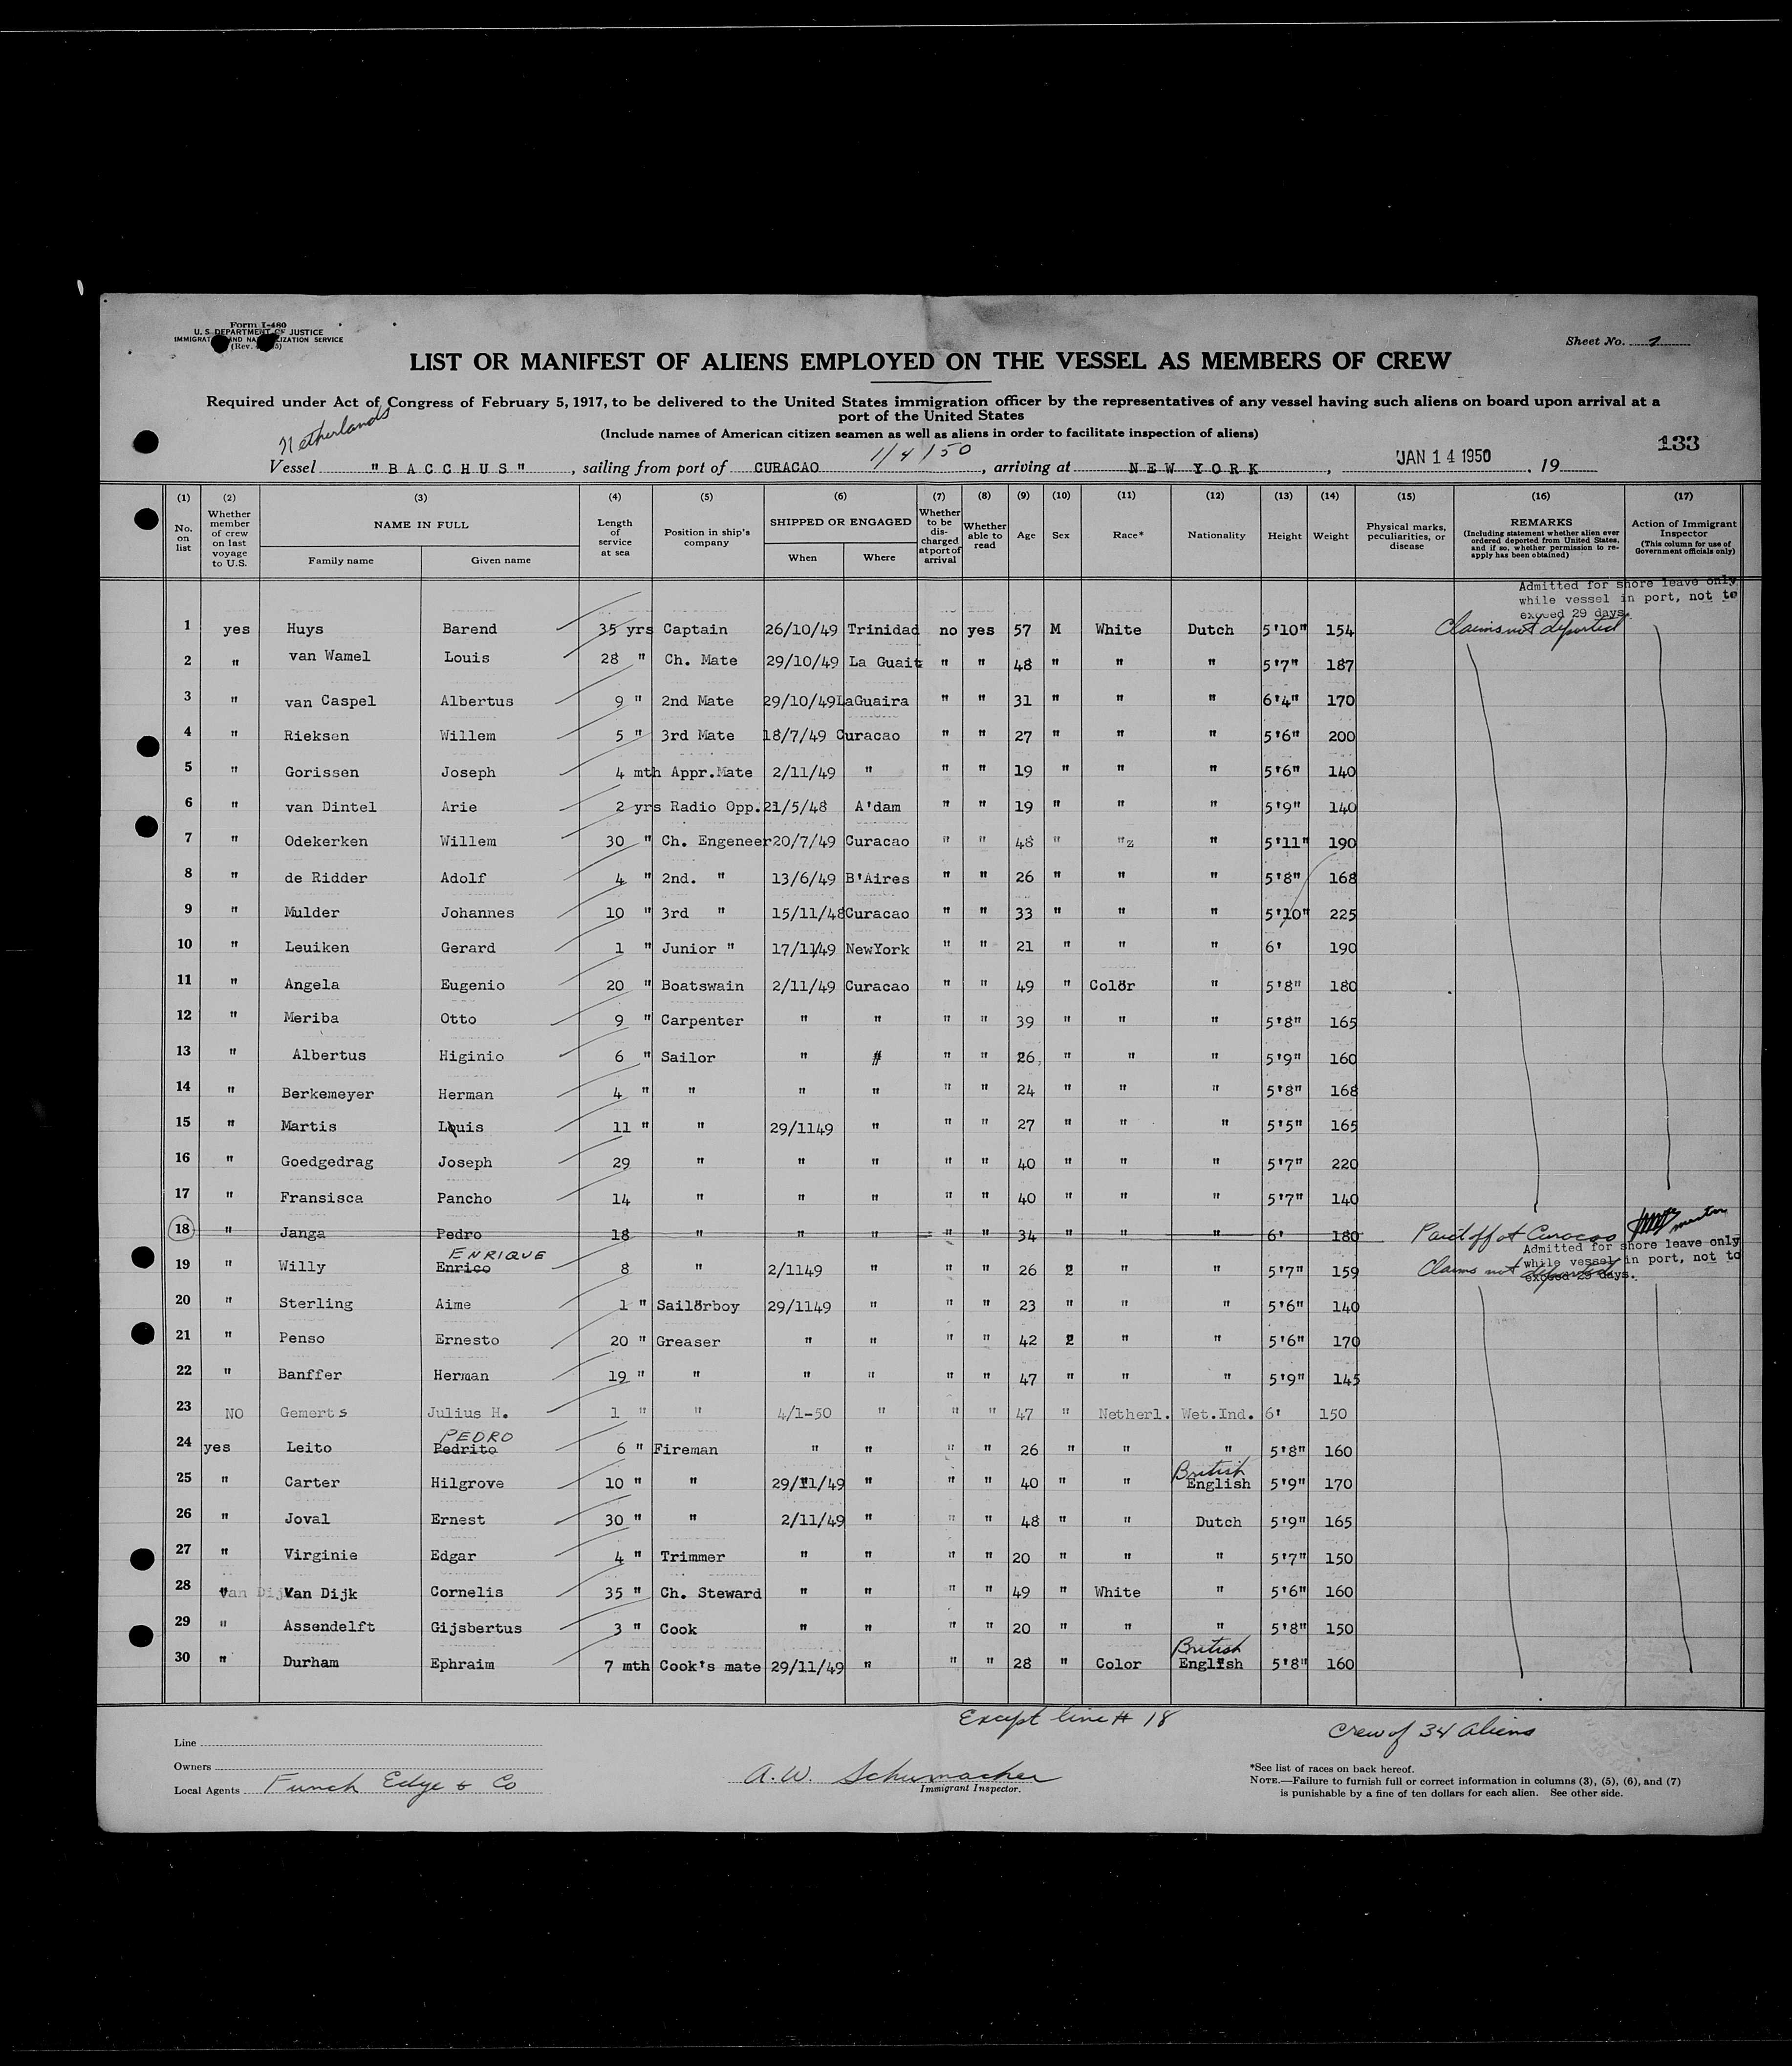 Form I-480
U. S. DEPARTMENT OF JUSTICE
IMMIGRATION AND NATURALIZATION SERVICE
(Rev.
Sheet No. 1
LIST OR MANIFEST OF ALIENS EMPLOYED ON THE VESSEL AS MEMBERS OF CREW
Required under Act of Congress of February 5, 1917, to be delivered to the United States immigration officer by the representatives of any vessel having such aliens on board upon arrival at a
port of the United States
(Include names of American citizen seamen as well as aliens in order to facilitate inspection of aliens)
133
Netherlands
Vessel "BACCHUS", sailing from port of CURACAO 1/4/50, arriving at NEW YORK, JAN 14 1950, 19
(1) (2) (3) (4) (5) (6) (7) (8) (9) (10) (11) (12) (13) (14) (15) (16) (17)
No. on list | Whether member of crew on last voyage to U.S. | NAME IN FULL Family name Given name | Length of service at sea | Position in ship's company | SHIPPED OR ENGAGED When Where | Whether to be discharged at port of arrival | Whether able to read | Age | Sex | Race* | Nationality | Height | Weight | Physical marks, peculiarities, or disease | REMARKS (Including statement whether alien ever ordered deported from United States, and if so, whether permission to reapply has been obtained) | Action of Immigrant Inspector (This column for use of Government officials only)
Admitted for shore leave only
while vessel in port, not to
exceed 29 days.
1 yes Huys Barend 35 yrs Captain 26/10/49 Trinidad no yes 57 M White Dutch 5'10" 154 Claims not deported
2 " van Wamel Louis 28 " Ch. Mate 29/10/49 La Guait " " 48 " " " 5'7" 187
3 " van Caspel Albertus 9 " 2nd Mate 29/10/49 LaGuaira " " 31 " " " 6'4" 170
4 " Rieksen Willem 5 " 3rd Mate 18/7/49 Curacao " " 27 " " " 5'6" 200
5 " Gorissen Joseph 4 mth Appr.Mate 2/11/49 " " " 19 " " " 5'6" 140
6 " van Dintel Arie 2 yrs Radio Opp. 21/5/48 A'dam " " 19 " " " 5'9" 140
7 " Odekerken Willem 30 " Ch. Engeneer 20/7/49 Curacao " " 48 " "z " 5'11" 190
8 " de Ridder Adolf 4 " 2nd. " 13/6/49 B'Aires " " 26 " " " 5'8" 168
9 " Mulder Johannes 10 " 3rd " 15/11/48 Curacao " " 33 " " " 5'10" 225
10 " Leuiken Gerard 1 " Junior " 17/11/49 NewYork " " 21 " " " 6' 190
11 " Angela Eugenio 20 " Boatswain 2/11/49 Curacao " " 49 " Color " 5'8" 180
12 " Meriba Otto 9 " Carpenter " " " " 39 " " " 5'8" 165
13 " Albertus Higinio 6 " Sailor " " " " 26 " " " 5'9" 160
14 " Berkemeyer Herman 4 " " " " " " 24 " " " 5'8" 168
15 " Martis Louis 11 " " 29/1149 " " " 27 " " " 5'5" 165
16 " Goedgedrag Joseph 29 " " " " " 40 " " " 5'7" 220
17 " Fransisca Pancho 14 " " " " " 40 " " " 5'7" 140
18 " Janga Pedro 18 " " " " " 34 " " " 6' 180 Paid off at Curacao
Admitted for shore leave only
while vessel in port, not to
exceed 29 days.
ENRIQUE
19 " Willy Enrico 8 " 2/1149 " " " 26 2 " " 5'7" 159 Claims not deported
20 " Sterling Aime 1 " Sailorboy 29/1149 " " " 23 " " " 5'6" 140
21 " Penso Ernesto 20 " Greaser " " " " 42 2 " " 5'6" 170
22 " Banffer Herman 19 " " " " " " 47 " " " 5'9" 145
23 NO Gemerts Julius H. 1 " " 4/1-50 " " " 47 " Netherl. Wet.Ind. 6' 150
PEDRO
24 yes Leito Pedrito 6 " Fireman " " " " 26 " " " 5'8" 160
British
25 " Carter Hilgrove 10 " " 29/11/49 " " " 40 " " English 5'9" 170
26 " Joval Ernest 30 " " 2/11/49 " " " 48 " " Dutch 5'9" 165
27 " Virginie Edgar 4 " Trimmer " " " " 20 " " " 5'7" 150
28 " Van Dijk Cornelis 35 " Ch. Steward " " " " 49 " White " 5'6" 160
29 " Assendelft Gijsbertus 3 " Cook " " " " 20 " " " 5'8" 150
British
30 " Durham Ephraim 7 mth Cook's mate 29/11/49 " " " 28 " Color English 5'8" 160
Except line # 18
Crew of 34 aliens
Line
Owners
Local Agents Funch Edye & Co
A. W. Schumacher
Immigrant Inspector.
*See list of races on back hereof.
NOTE.—Failure to furnish full or correct information in columns (3), (5), (6), and (7)
is punishable by a fine of ten dollars for each alien. See other side.